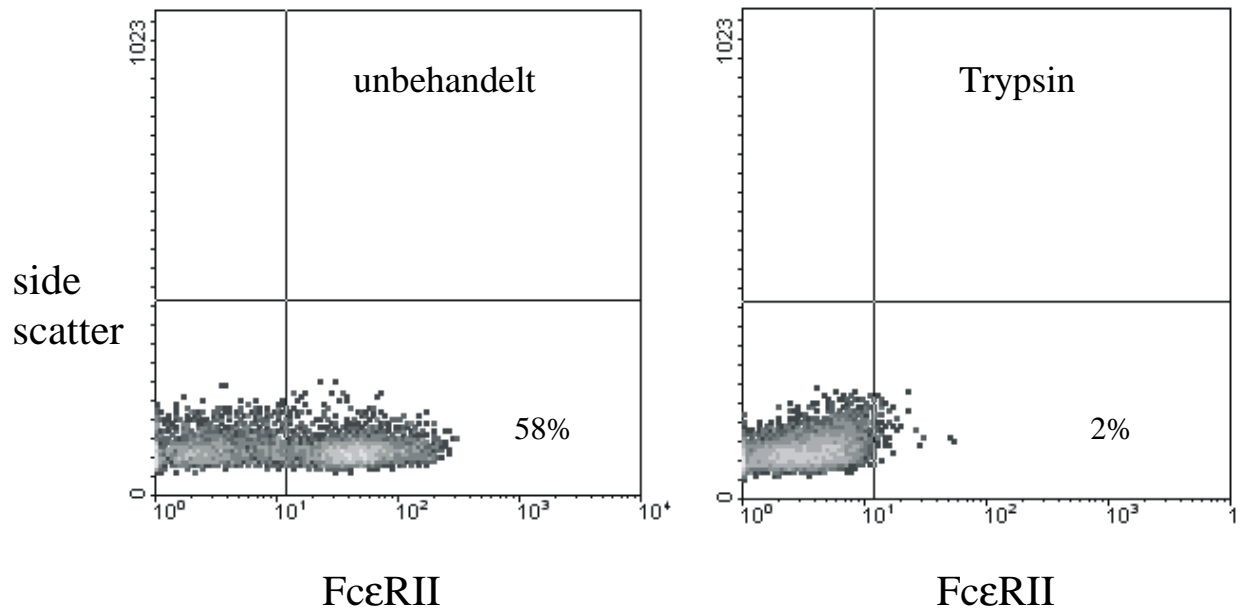 1023
unbehandelt
side
scatter
58%
0
10⁰ 10¹ 10² 10³ 10⁴
FcεRII
1023
Trypsin
2%
0
10⁰ 10¹ 10² 10³ 1
FcεRII